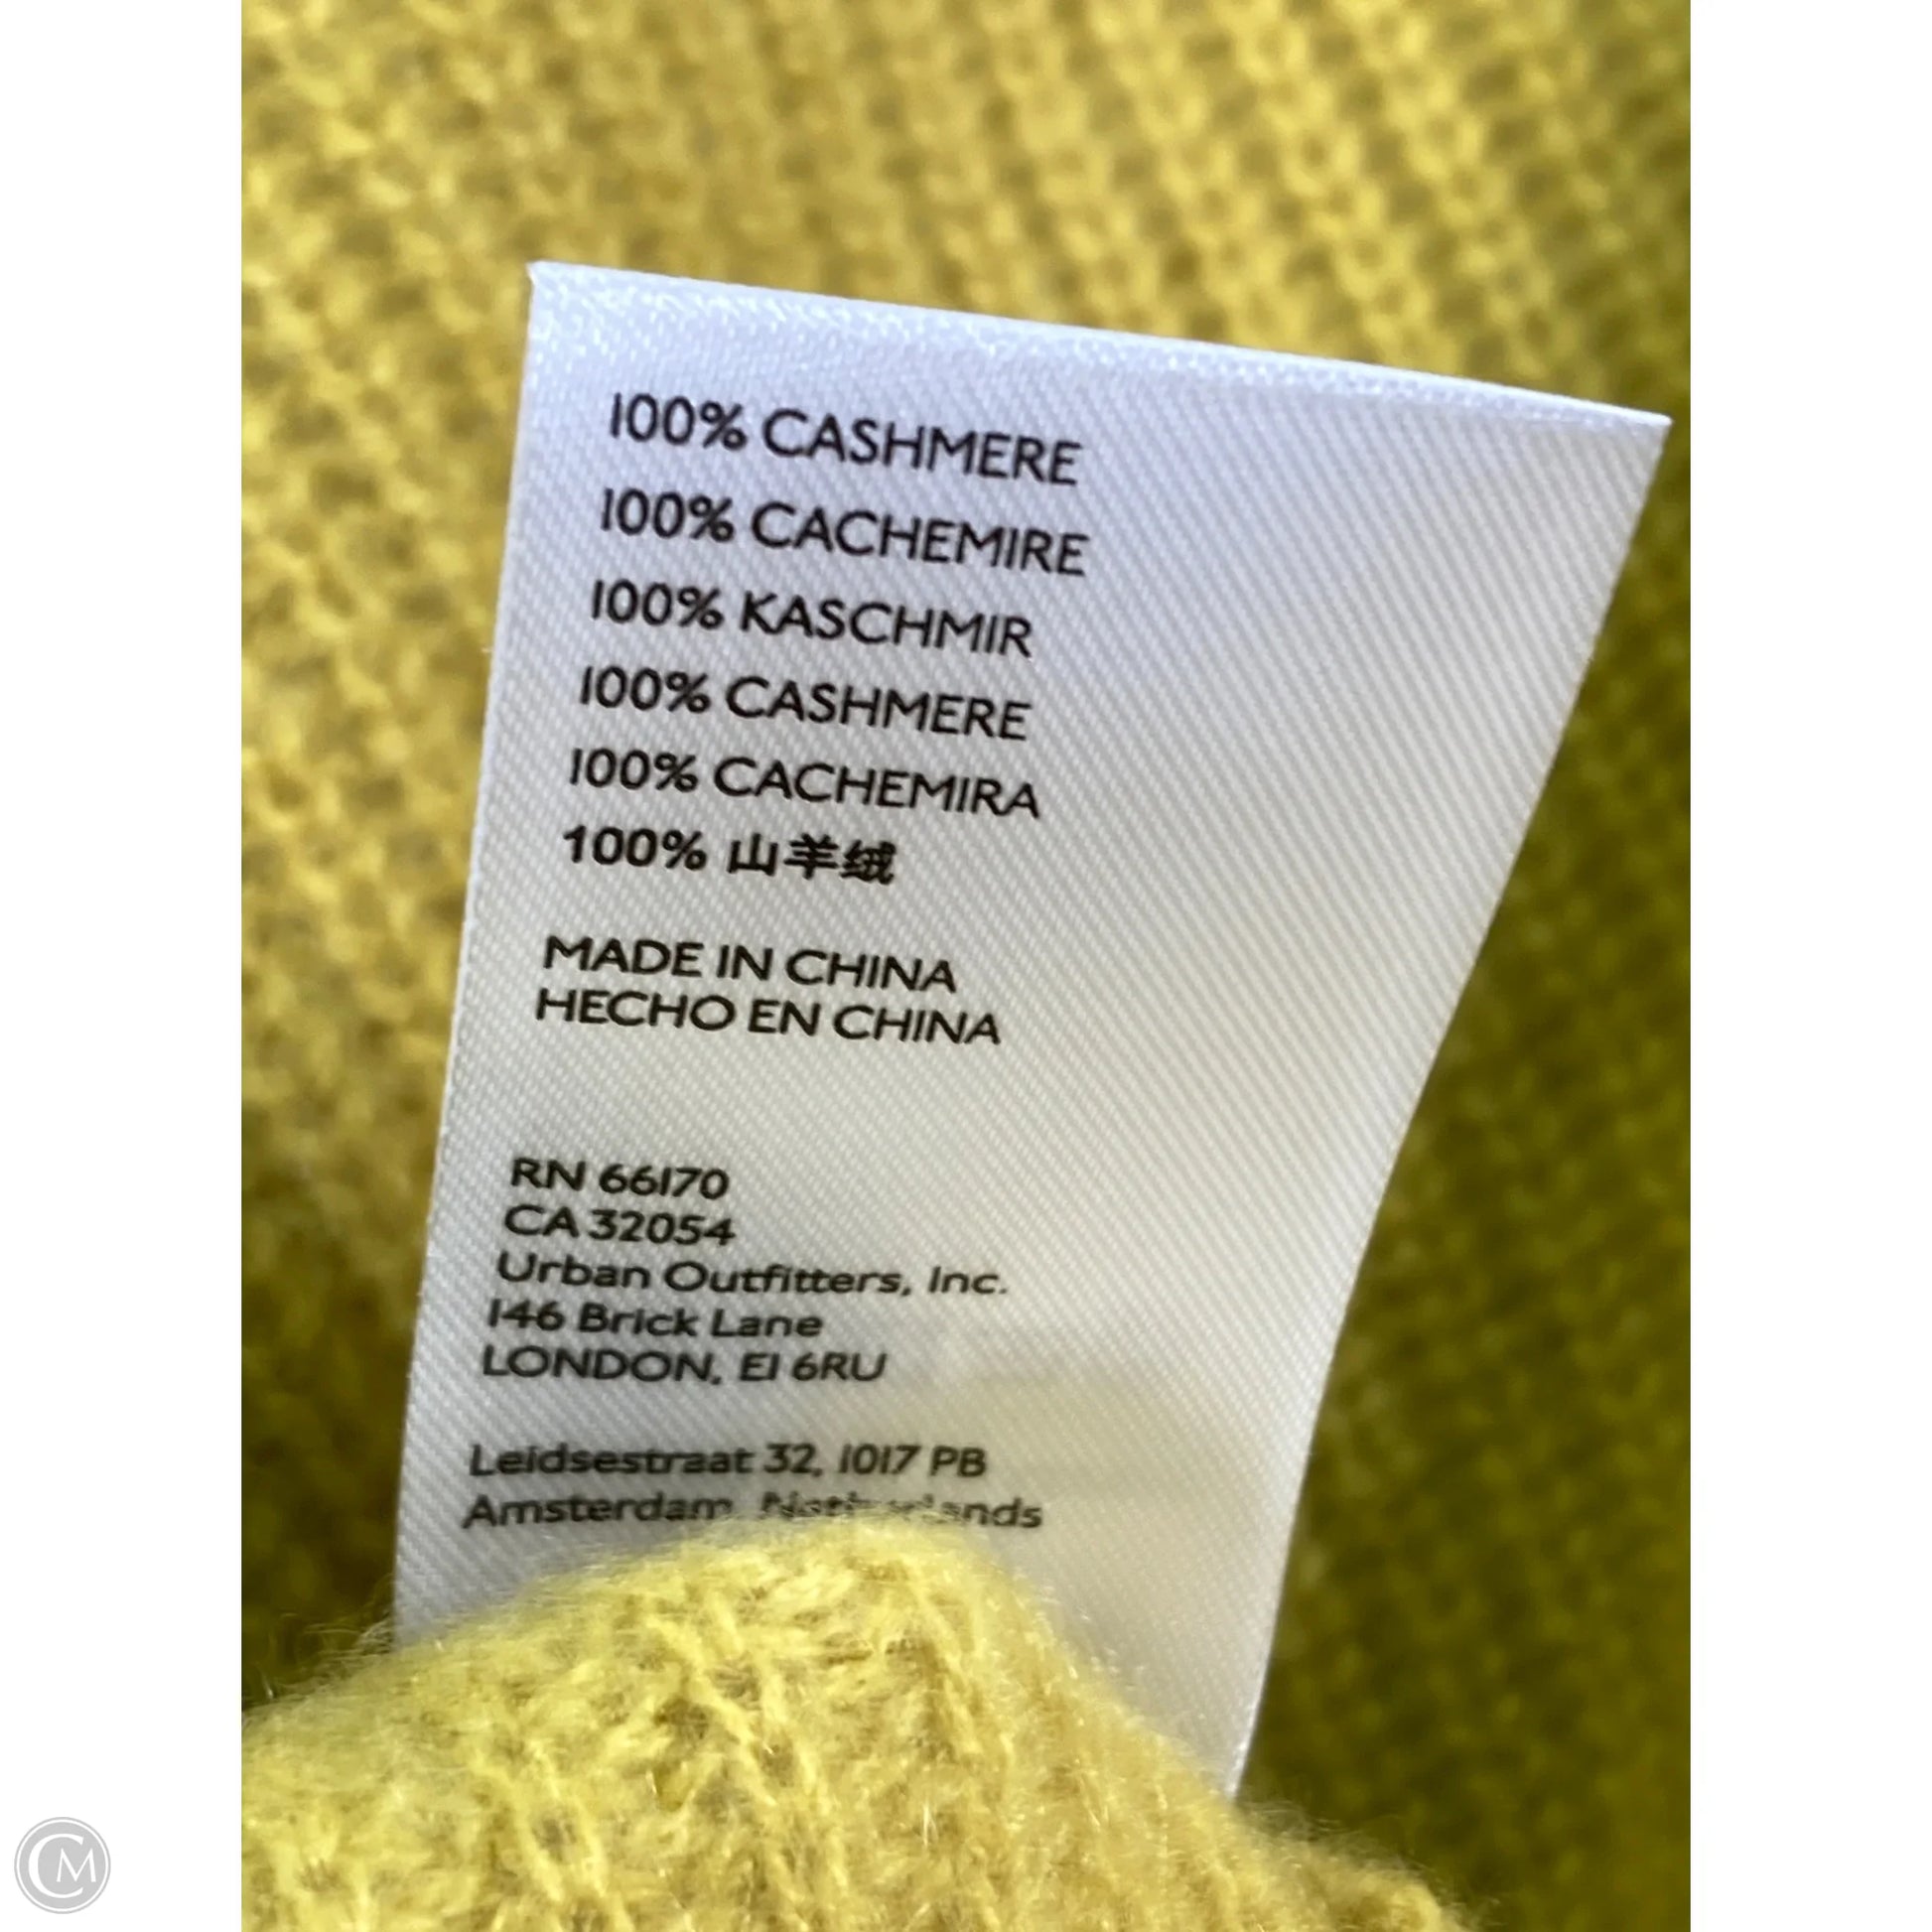 100% CASHMERE
100% CACHEMIRE
100% KASCHMIR
100% CASHMERE
100% CACHEMIRA
100% 山羊绒
MADE IN CHINA
HECHO EN CHINA
RN 66170
CA 32054
Urban Outfitters, Inc.
146 Brick Lane
LONDON, E1 6RU
Leidsestraat 32, 1017 PB
Amsterdam, Netherlands
CM